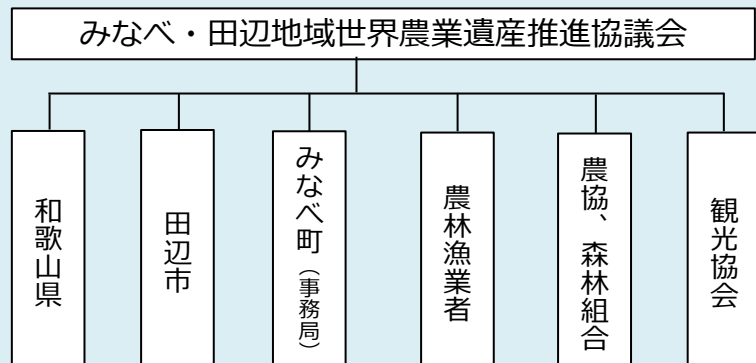 みなべ・田辺地域世界農業遺産推進協議会
和歌山県
田辺市
みなべ町（事務局）
農林漁業者
農協、森林組合
観光協会